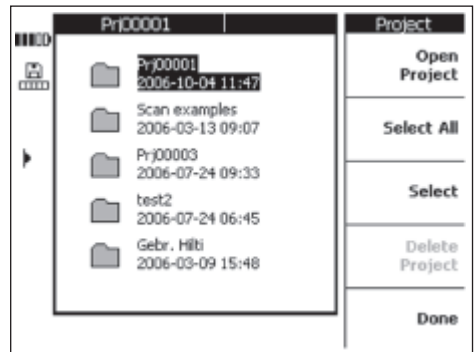 Prj00001
Project
Prj00001
2006-10-04 11:47
Scan examples
2006-03-13 09:07
Prj00003
2006-07-24 09:33
test2
2006-07-24 06:45
Gebr. Hilti
2006-03-09 15:48
Open
Project
Select All
Select
Delete
Project
Done